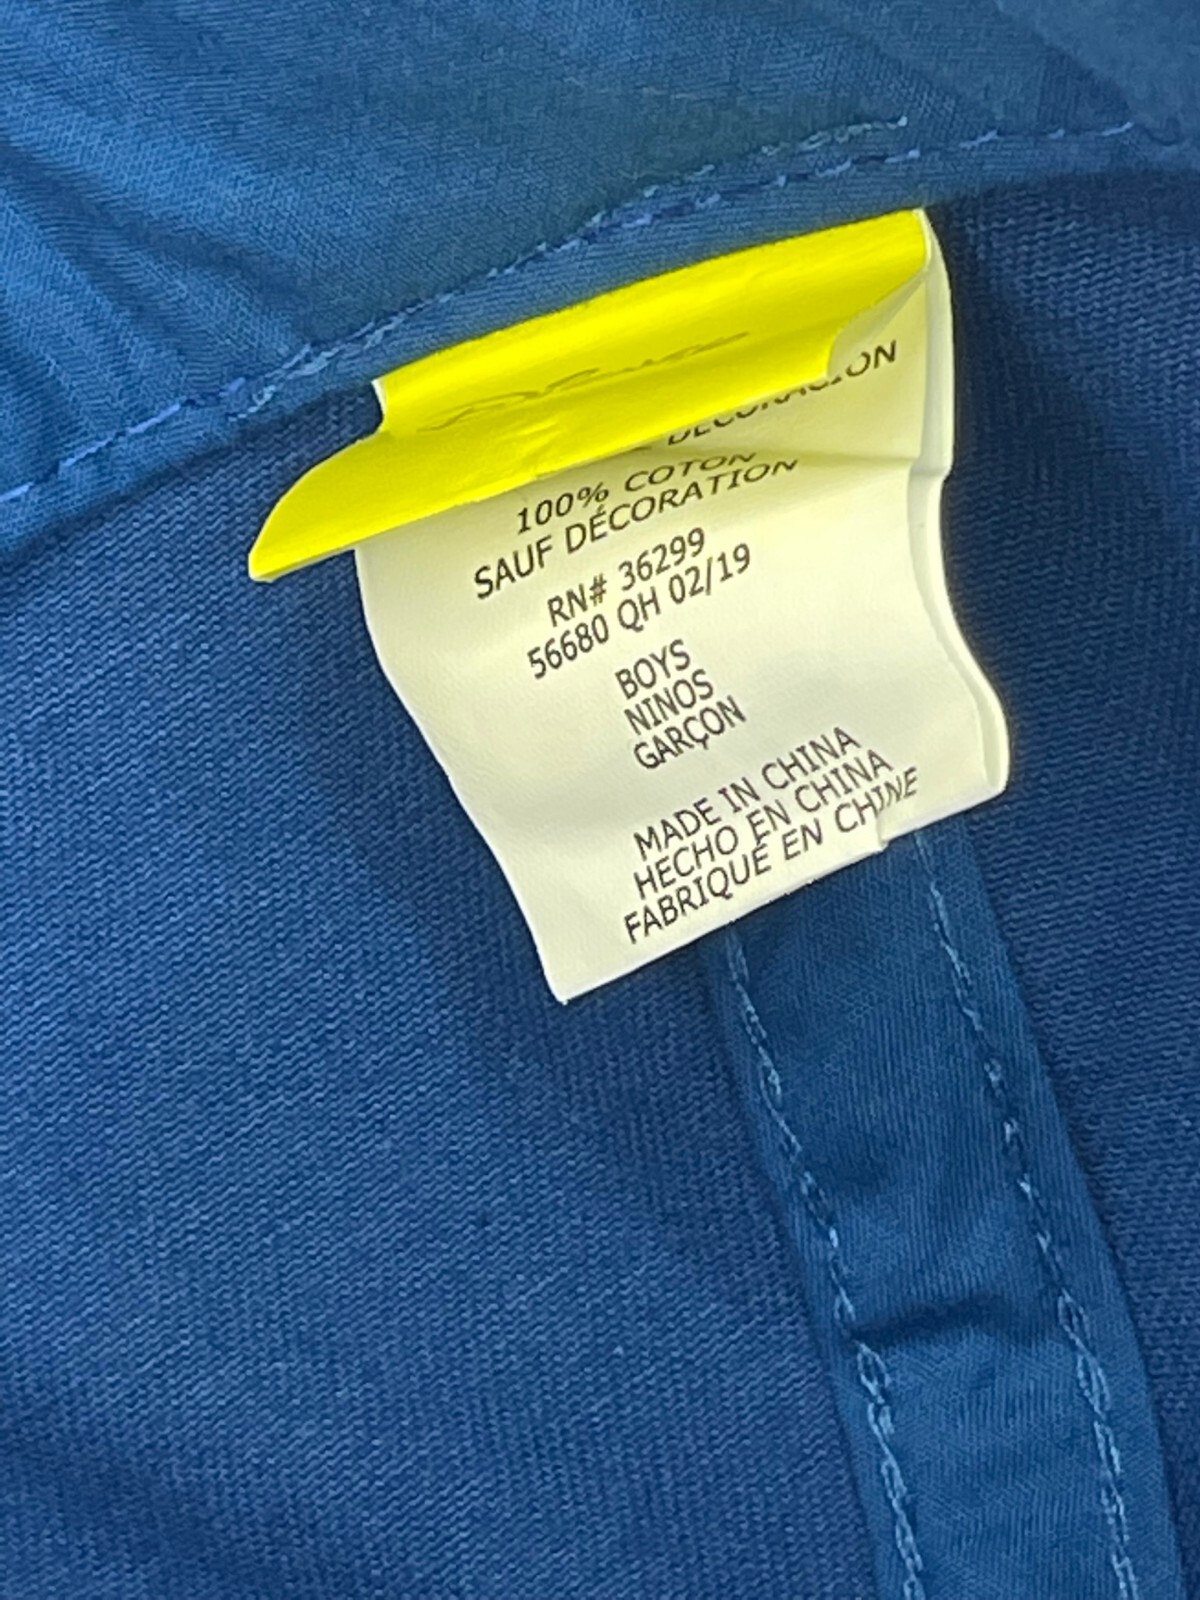 DECORACION
100% COTON
SAUF DÉCORATION
RN# 36299
56680 QH 02/19
BOYS
NINOS
GARÇON
MADE IN CHINA
HECHO EN CHINA
FABRIQUÉ EN CHINE